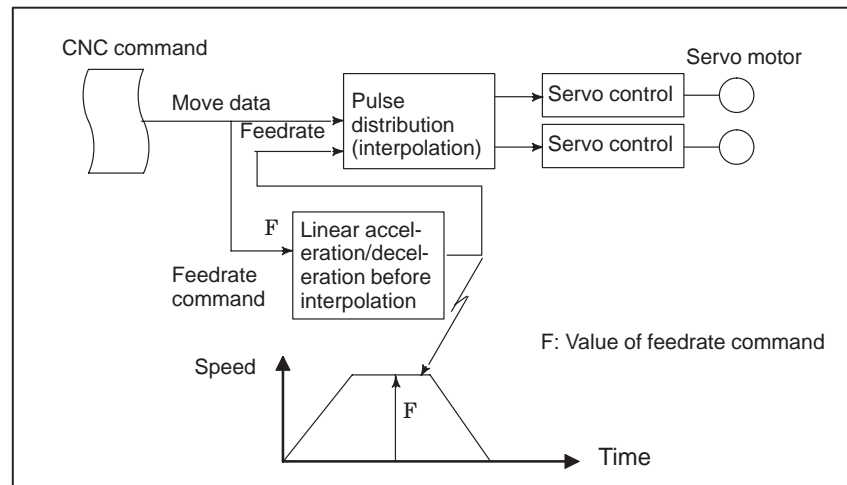 CNC command
Servo motor
Move data
Feedrate
Pulse
distribution
(interpolation)
Servo control
Servo control
F
Feedrate
command
Linear accel-
eration/decel-
eration before
interpolation
F: Value of feedrate command
Speed
F
Time